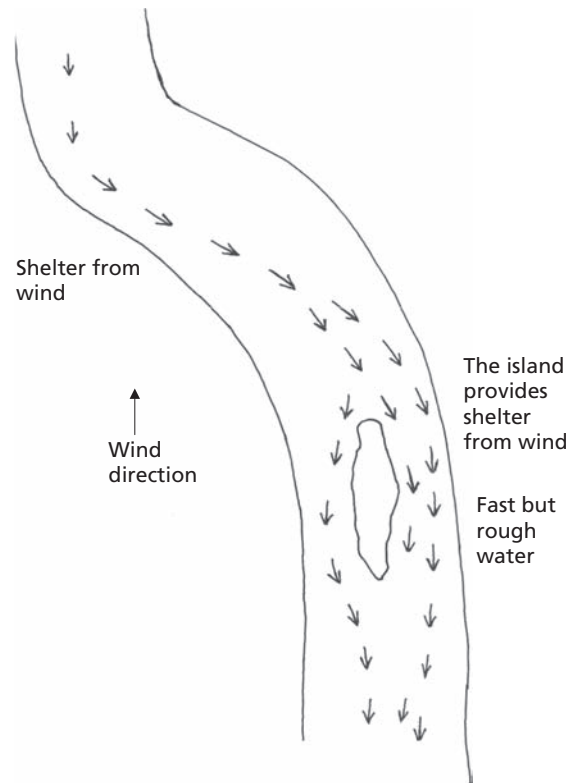 Shelter from
wind
Wind
direction
The island
provides
shelter
from wind
Fast but
rough
water